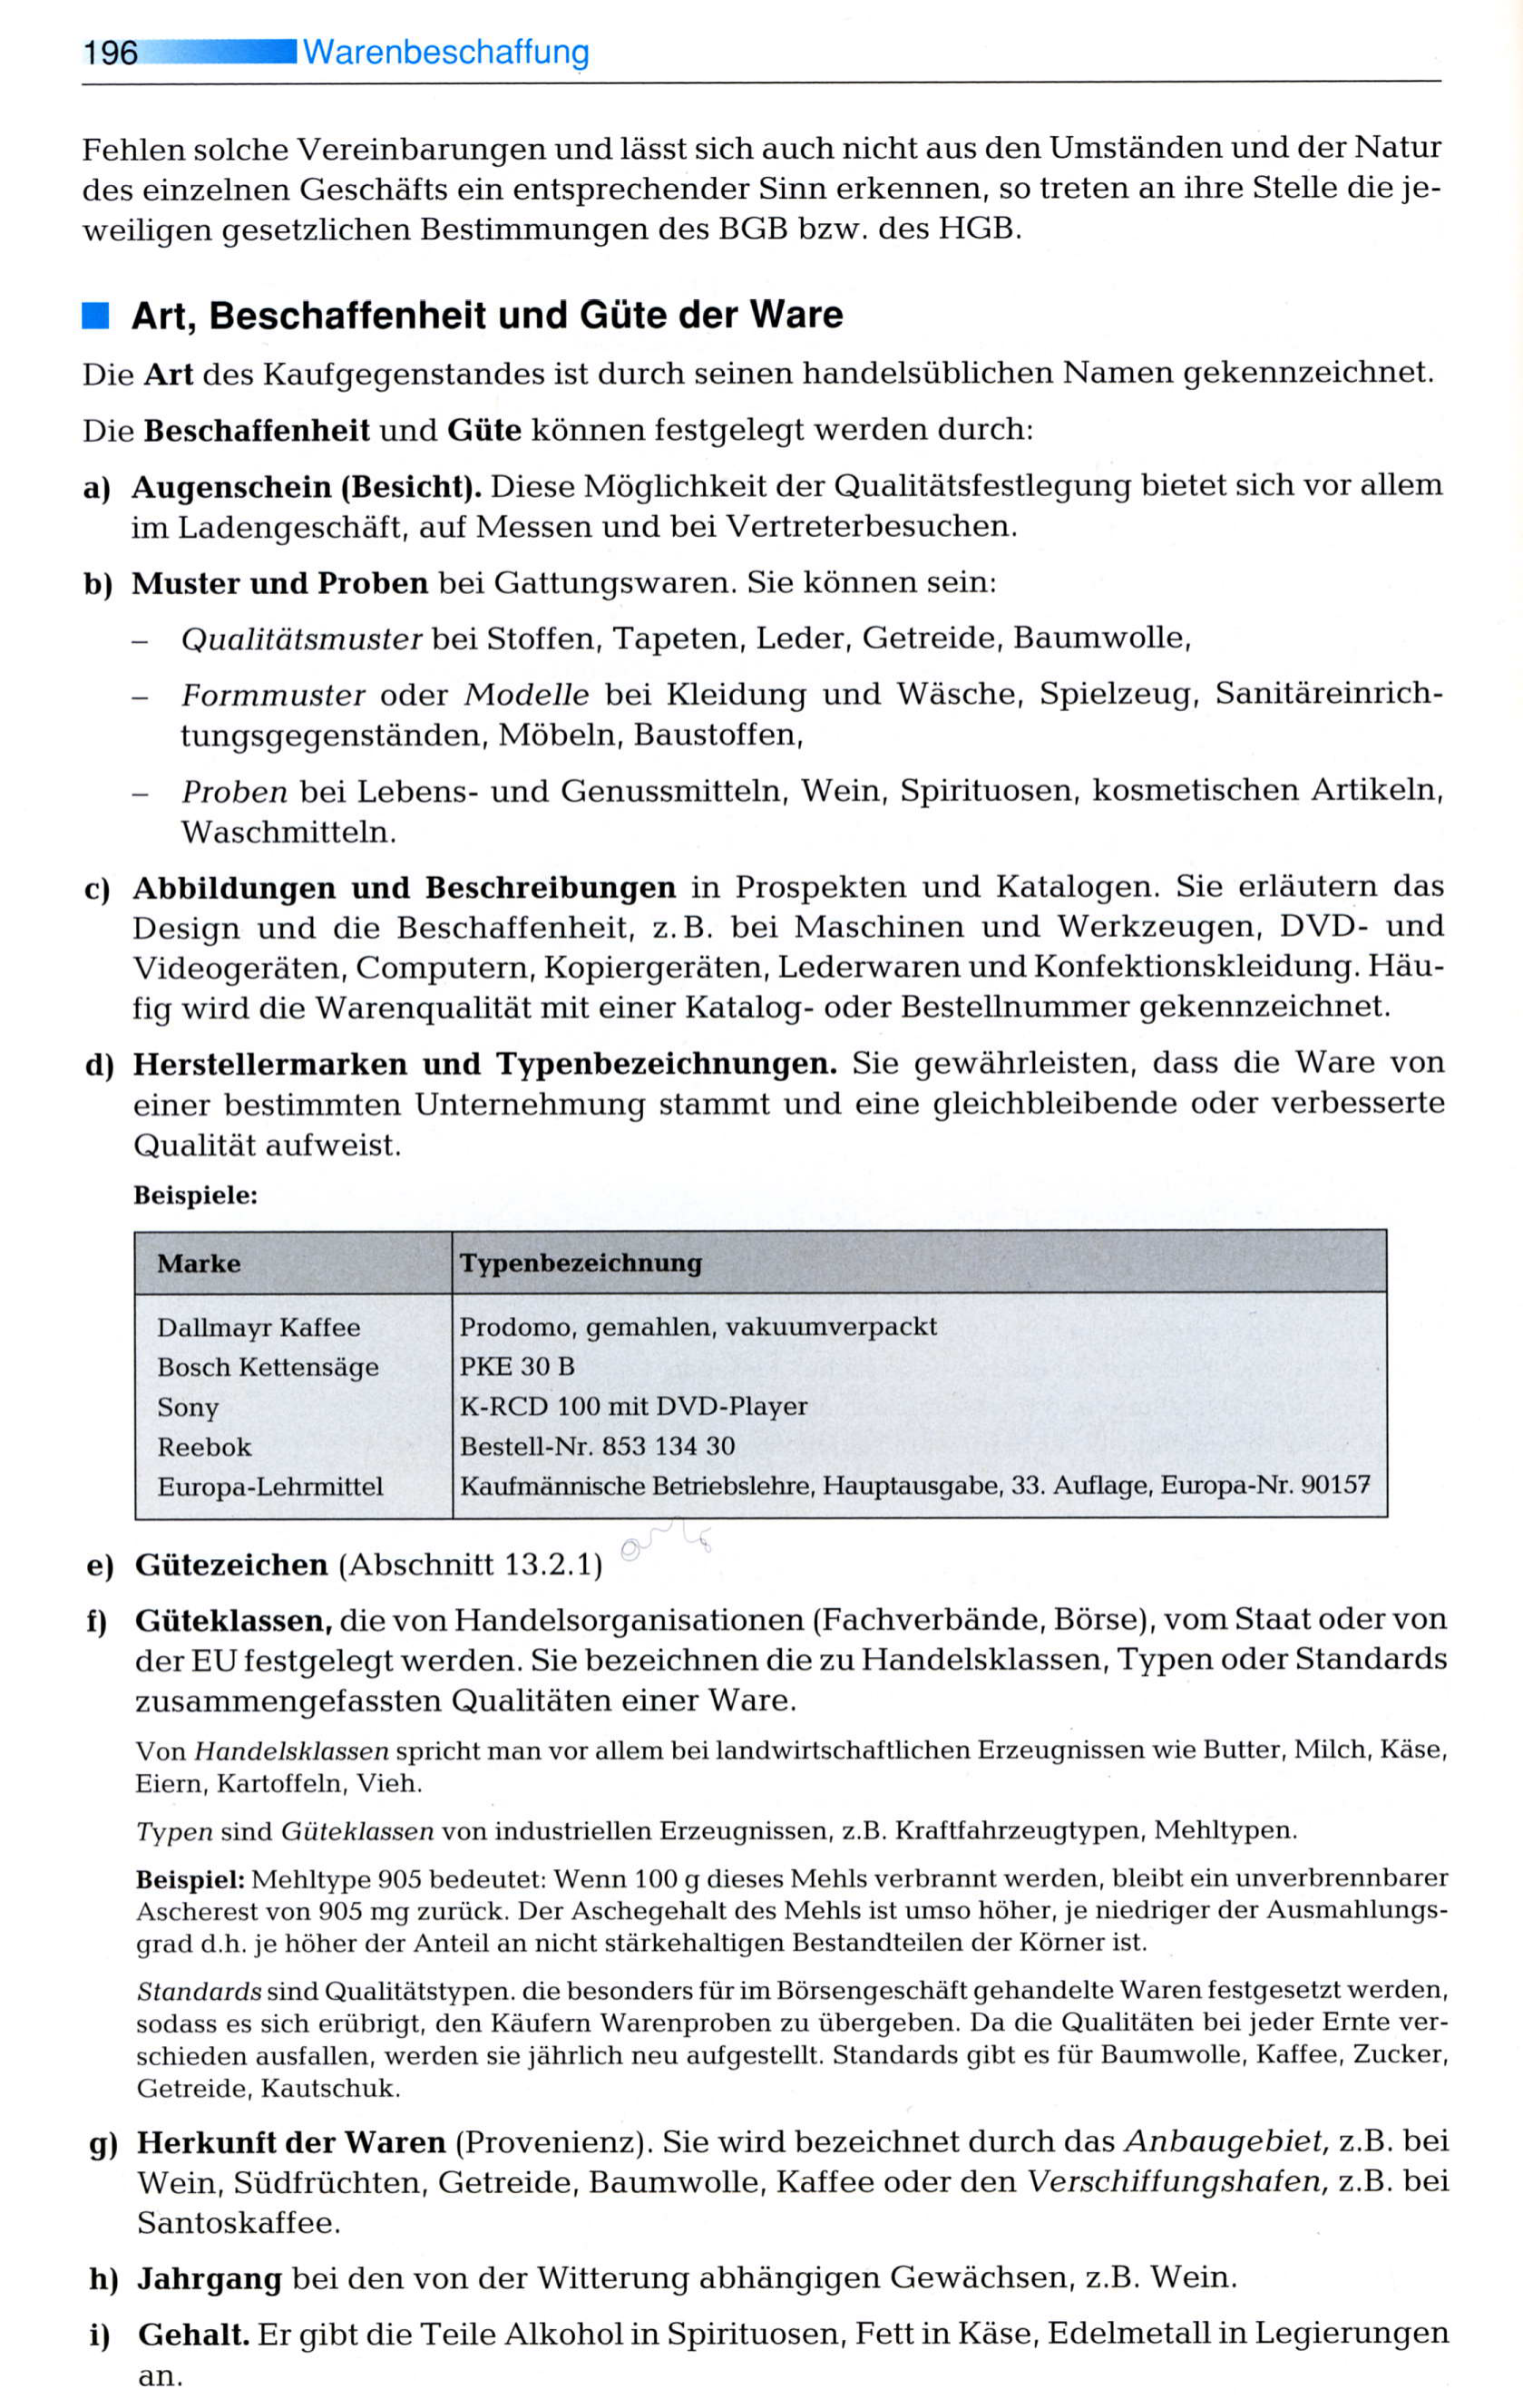 196 Warenbeschaffung
Fehlen solche Vereinbarungen und lässt sich auch nicht aus den Umständen und der Natur
des einzelnen Geschäfts ein entsprechender Sinn erkennen, so treten an ihre Stelle die je-
weiligen gesetzlichen Bestimmungen des BGB bzw. des HGB.
Art, Beschaffenheit und Güte der Ware
Die Art des Kaufgegenstandes ist durch seinen handelsüblichen Namen gekennzeichnet.
Die Beschaffenheit und Güte können festgelegt werden durch:
a) Augenschein (Besicht). Diese Möglichkeit der Qualitätsfestlegung bietet sich vor allem
im Ladengeschäft, auf Messen und bei Vertreterbesuchen.
b) Muster und Proben bei Gattungswaren. Sie können sein:
– Qualitätsmuster bei Stoffen, Tapeten, Leder, Getreide, Baumwolle,
– Formmuster oder Modelle bei Kleidung und Wäsche, Spielzeug, Sanitäreinrich-
tungsgegenständen, Möbeln, Baustoffen,
– Proben bei Lebens- und Genussmitteln, Wein, Spirituosen, kosmetischen Artikeln,
Waschmitteln.
c) Abbildungen und Beschreibungen in Prospekten und Katalogen. Sie erläutern das
Design und die Beschaffenheit, z. B. bei Maschinen und Werkzeugen, DVD- und
Videogeräten, Computern, Kopiergeräten, Lederwaren und Konfektionskleidung. Häu-
fig wird die Warenqualität mit einer Katalog- oder Bestellnummer gekennzeichnet.
d) Herstellermarken und Typenbezeichnungen. Sie gewährleisten, dass die Ware von
einer bestimmten Unternehmung stammt und eine gleichbleibende oder verbesserte
Qualität aufweist.
Beispiele:
Marke Typenbezeichnung
Dallmayr Kaffee Prodomo, gemahlen, vakuumverpackt
Bosch Kettensäge PKE 30 B
Sony K-RCD 100 mit DVD-Player
Reebok Bestell-Nr. 853 134 30
Europa-Lehrmittel Kaufmännische Betriebslehre, Hauptausgabe, 33. Auflage, Europa-Nr. 90157
e) Gütezeichen (Abschnitt 13.2.1)
f) Güteklassen, die von Handelsorganisationen (Fachverbände, Börse), vom Staat oder von
der EU festgelegt werden. Sie bezeichnen die zu Handelsklassen, Typen oder Standards
zusammengefassten Qualitäten einer Ware.
Von Handelsklassen spricht man vor allem bei landwirtschaftlichen Erzeugnissen wie Butter, Milch, Käse,
Eiern, Kartoffeln, Vieh.
Typen sind Güteklassen von industriellen Erzeugnissen, z.B. Kraftfahrzeugtypen, Mehltypen.
Beispiel: Mehltype 905 bedeutet: Wenn 100 g dieses Mehls verbrannt werden, bleibt ein unverbrennbarer
Ascherest von 905 mg zurück. Der Aschegehalt des Mehls ist umso höher, je niedriger der Ausmahlungs-
grad d.h. je höher der Anteil an nicht stärkehaltigen Bestandteilen der Körner ist.
Standards sind Qualitätstypen. die besonders für im Börsengeschäft gehandelte Waren festgesetzt werden,
sodass es sich erübrigt, den Käufern Warenproben zu übergeben. Da die Qualitäten bei jeder Ernte ver-
schieden ausfallen, werden sie jährlich neu aufgestellt. Standards gibt es für Baumwolle, Kaffee, Zucker,
Getreide, Kautschuk.
g) Herkunft der Waren (Provenienz). Sie wird bezeichnet durch das Anbaugebiet, z.B. bei
Wein, Südfrüchten, Getreide, Baumwolle, Kaffee oder den Verschiffungshafen, z.B. bei
Santoskaffee.
h) Jahrgang bei den von der Witterung abhängigen Gewächsen, z.B. Wein.
i) Gehalt. Er gibt die Teile Alkohol in Spirituosen, Fett in Käse, Edelmetall in Legierungen
an.